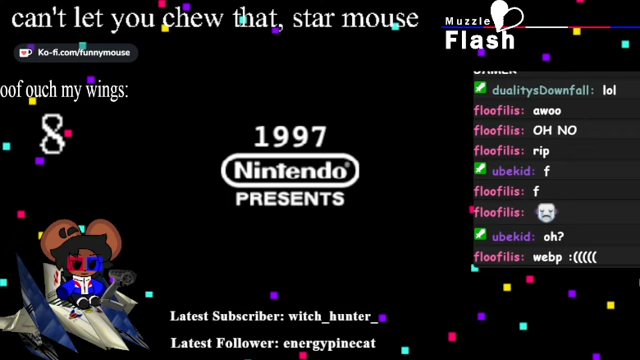 can't let you chew that, star mouse
Ko-fi.com/funnymouse
oof ouch my wings:
8
1997
Nintendo®
PRESENTS
Latest Subscriber: witch_hunter_
Latest Follower: energypinecat
Muzzle
Flash
dualitysDownfall: lol
floofilis: awoo
floofilis: OH NO
floofilis: rip
ubekid: f
floofilis: f
floofilis:
ubekid: oh?
floofilis: webp :(((((